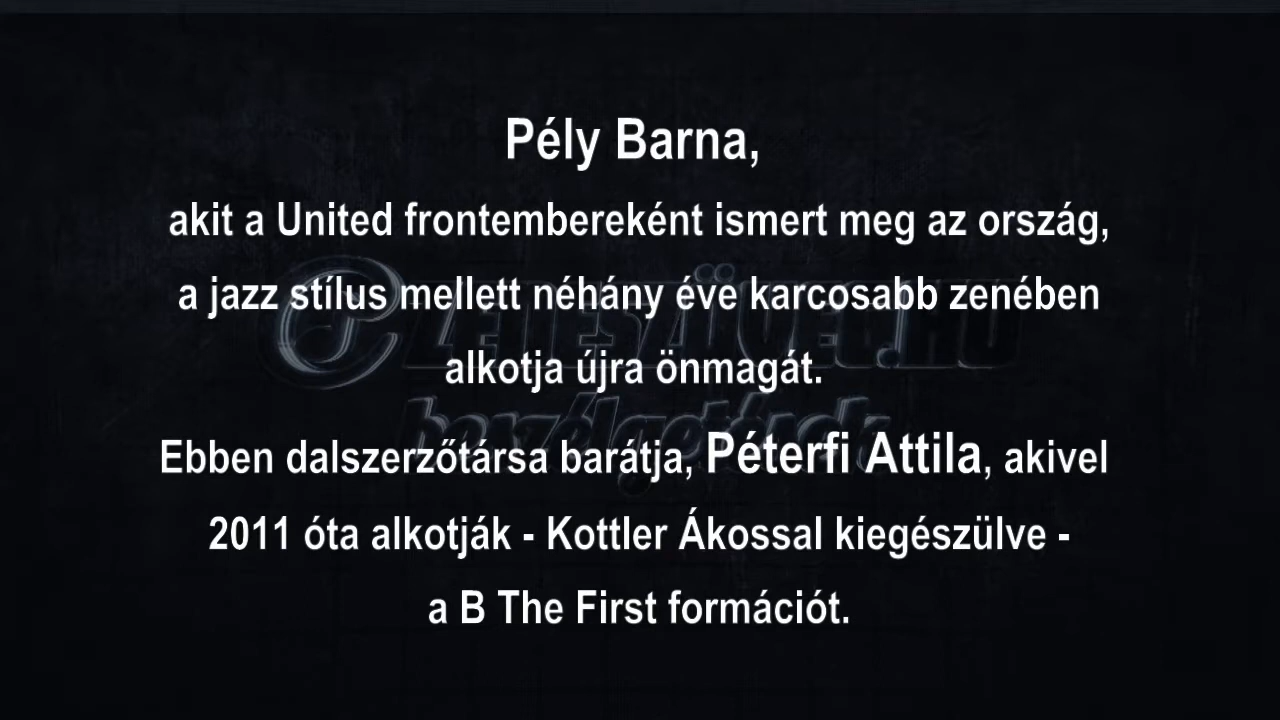 Pély Barna,
akit a United frontembereként ismert meg az ország,
a jazz stílus mellett néhány éve karcosabb zenében
alkotja újra önmagát.
Ebben dalszerzőtársa barátja, Péterfi Attila, akivel
2011 óta alkotják - Kottler Ákossal kiegészülve -
a B The First formációt.